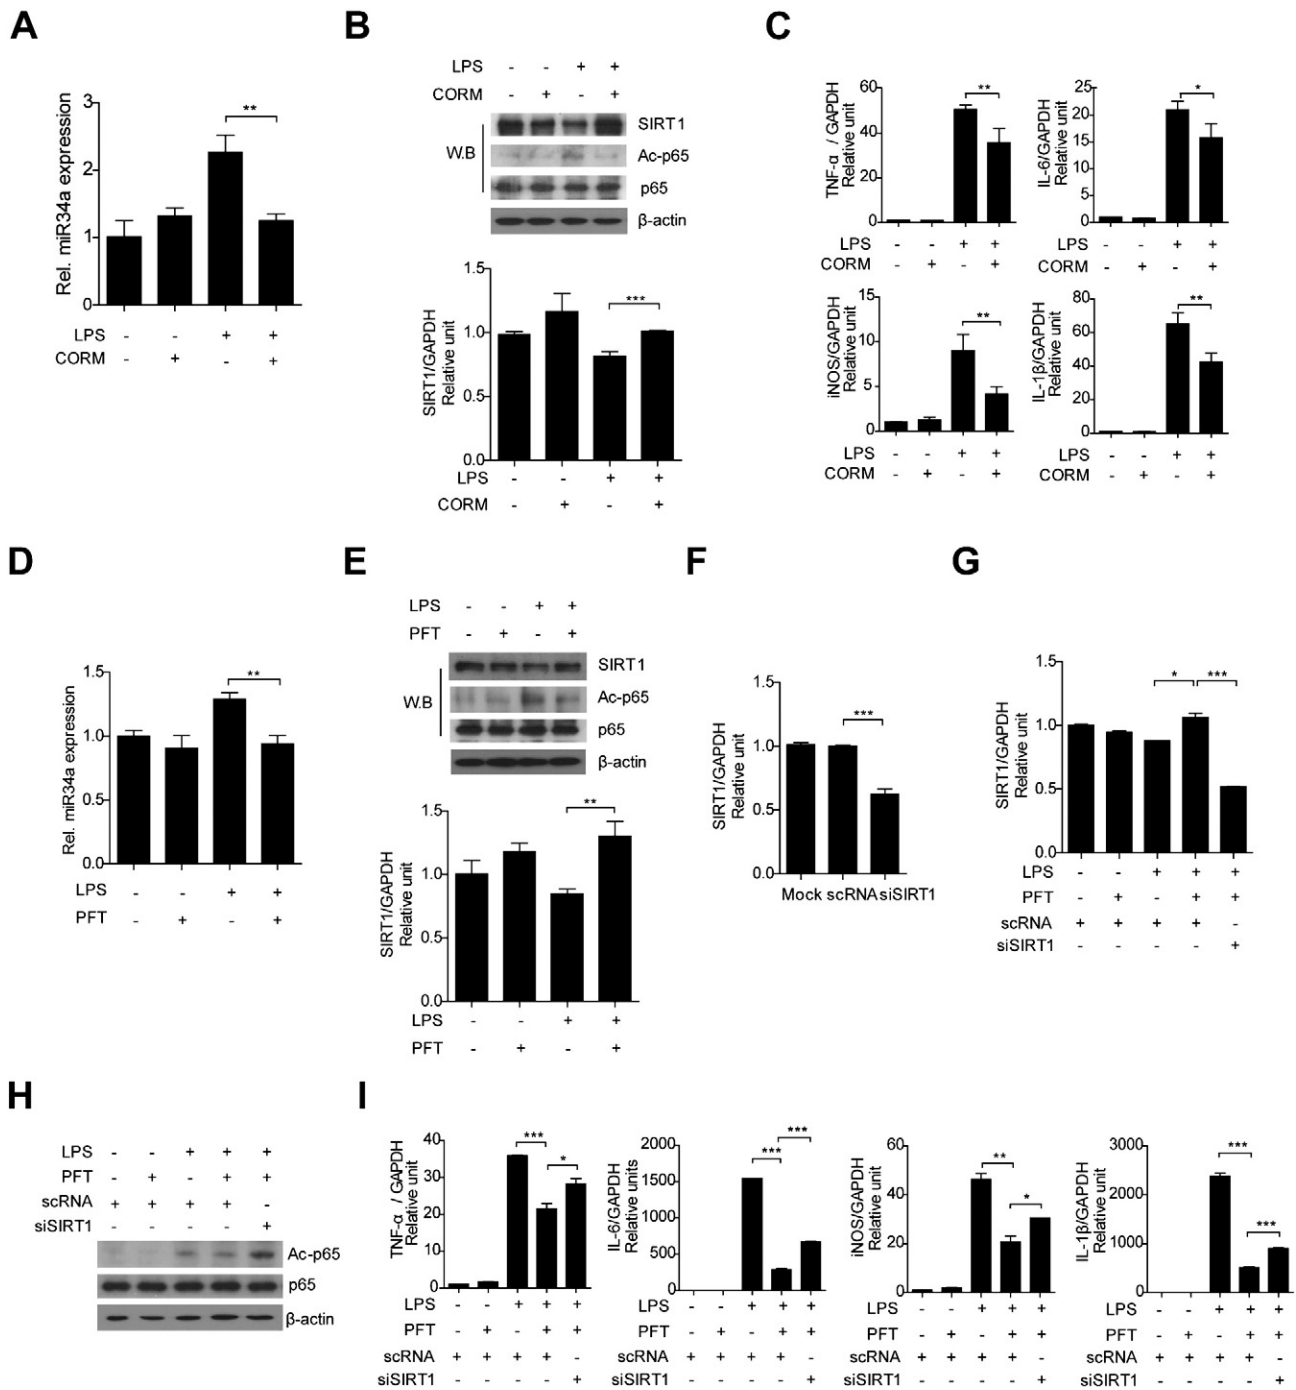 A
Rel. miR34a expression
3
2
1
0
**
LPS - - + +
CORM - + - +
B
LPS - - + +
CORM - + - +
W.B
SIRT1
Ac-p65
p65
β-actin
SIRT1/GAPDH
Relative unit
1.5
1.0
0.5
0.0
***
LPS - - + +
CORM - + - +
C
TNF-α / GAPDH
Relative unit
60
40
20
0
**
LPS - - + +
CORM - + - +
IL-6/GAPDH
Relative unit
25
20
15
10
5
0
*
LPS - - + +
CORM - + - +
iNOS/GAPDH
Relative unit
15
10
5
0
**
LPS - - + +
CORM - + - +
IL-1β/GAPDH
Relative unit
80
60
40
20
0
**
LPS - - + +
CORM - + - +
D
Rel. miR34a expression
1.5
1.0
0.5
0.0
**
LPS - - + +
PFT - + - +
E
LPS - - + +
PFT - + - +
W.B
SIRT1
Ac-p65
p65
β-actin
SIRT1/GAPDH
Relative unit
1.5
1.0
0.5
0.0
**
LPS - - + +
PFT - + - +
F
SIRT1/GAPDH
Relative unit
1.5
1.0
0.5
0.0
***
Mock scRNA siSIRT1
G
SIRT1/GAPDH
Relative unit
1.5
1.0
0.5
0.0
* ***
LPS - - + + +
PFT - + - + +
scRNA + + + + -
siSIRT1 - - - - +
H
LPS - - + + +
PFT - + - + +
scRNA + + + + -
siSIRT1 - - - - +
Ac-p65
p65
β-actin
I
TNF-α / GAPDH
Relative unit
40
30
20
10
0
***
*
LPS - - + + +
PFT - + - + +
scRNA + + + + -
siSIRT1 - - - - +
IL-6/GAPDH
Relative units
2000
1500
1000
500
0
***
***
LPS - - + + +
PFT - + - + +
scRNA + + + + -
siSIRT1 - - - - +
iNOS/GAPDH
Relative unit
60
40
20
0
**
*
LPS - - + + +
PFT - + - + +
scRNA + + + + -
siSIRT1 - - - - +
IL-1β/GAPDH
Relative unit
3000
2000
1000
0
***
***
LPS - - + + +
PFT - + - + +
scRNA + + + + -
siSIRT1 - - - - +